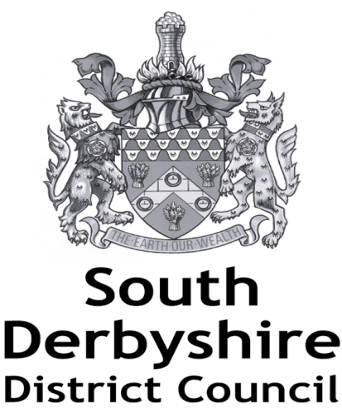 THE·EARTH·OUR·WEALTH
South
Derbyshire
District Council